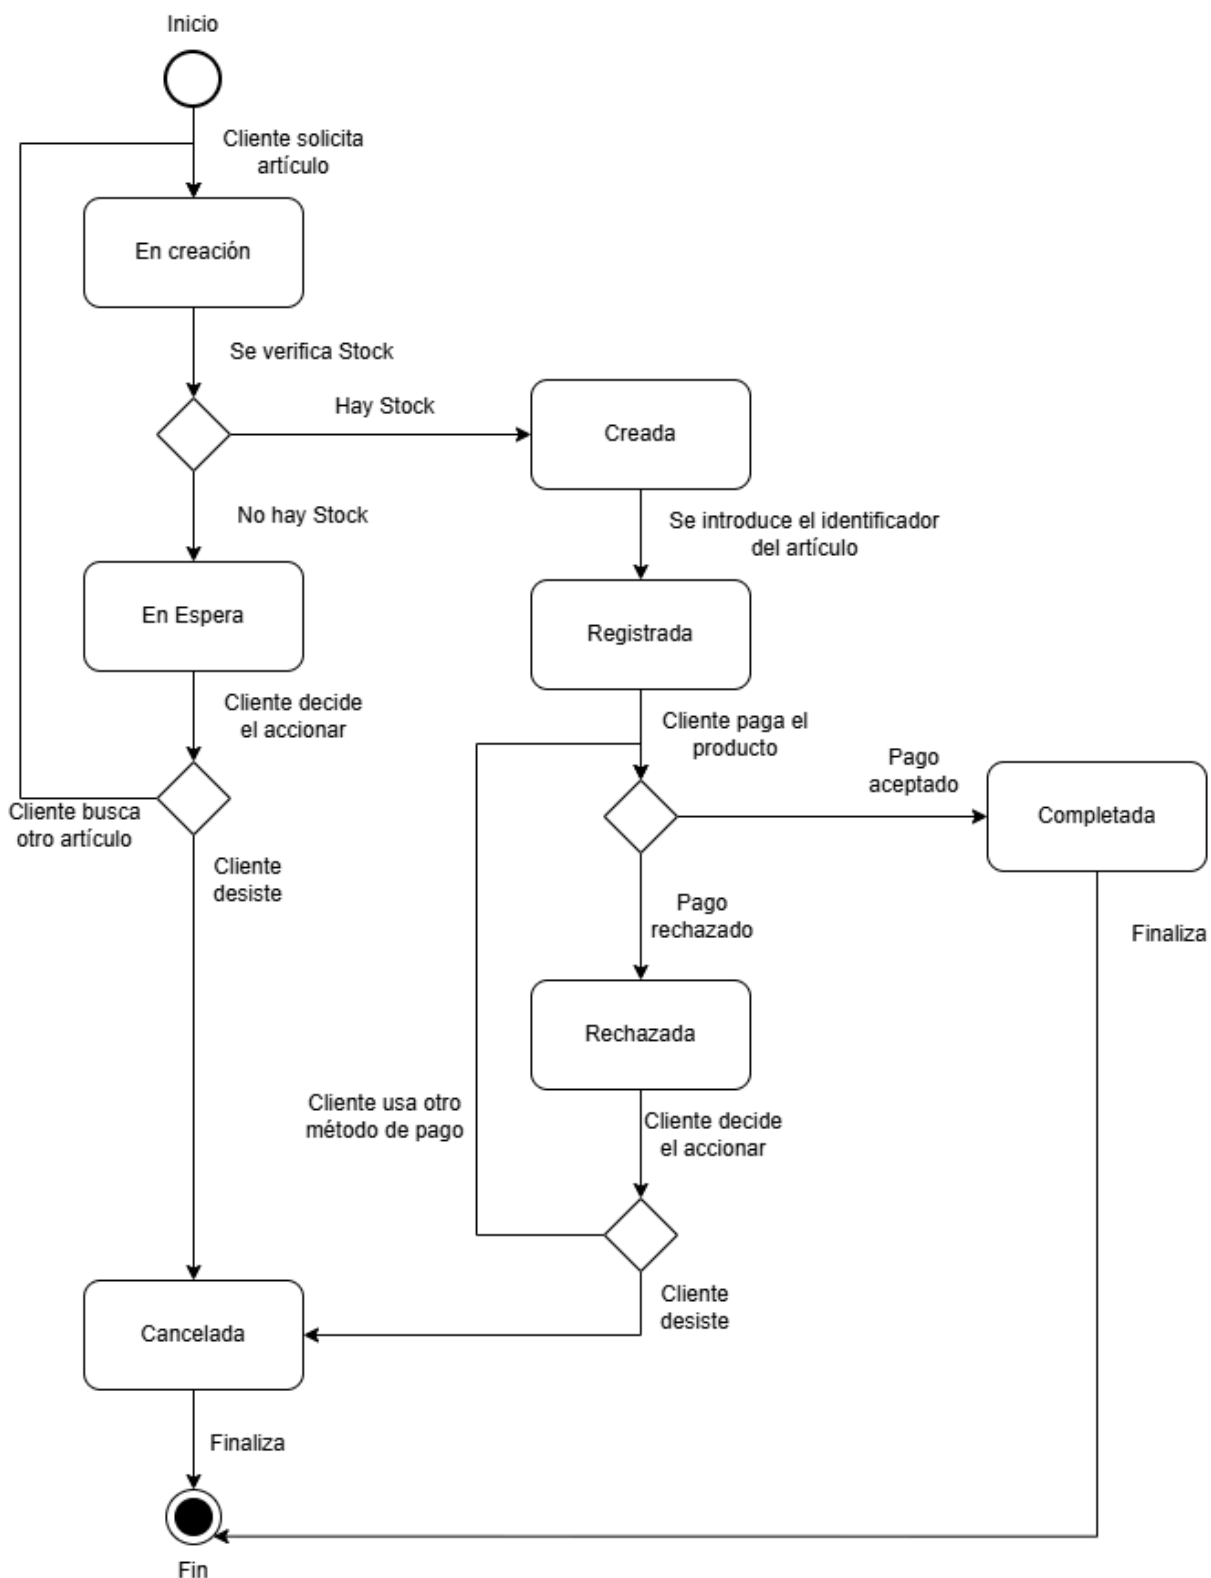 Inicio
Cliente solicita
artículo
En creación
Se verifica Stock
Hay Stock
Creada
No hay Stock
Se introduce el identificador
del artículo
En Espera
Registrada
Cliente decide
el accionar
Cliente paga el
producto
Pago
aceptado
Completada
Cliente busca
otro artículo
Cliente
desiste
Pago
rechazado
Finaliza
Rechazada
Cliente usa otro
método de pago
Cliente decide
el accionar
Cliente
desiste
Cancelada
Finaliza
Fin